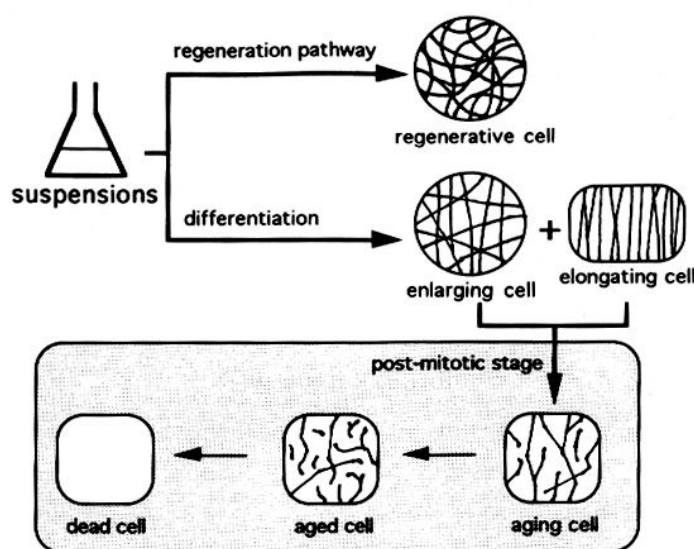 regeneration pathway
regenerative cell
suspensions
differentiation
enlarging cell
+
elongating cell
post-mitotic stage
dead cell
aged cell
aging cell